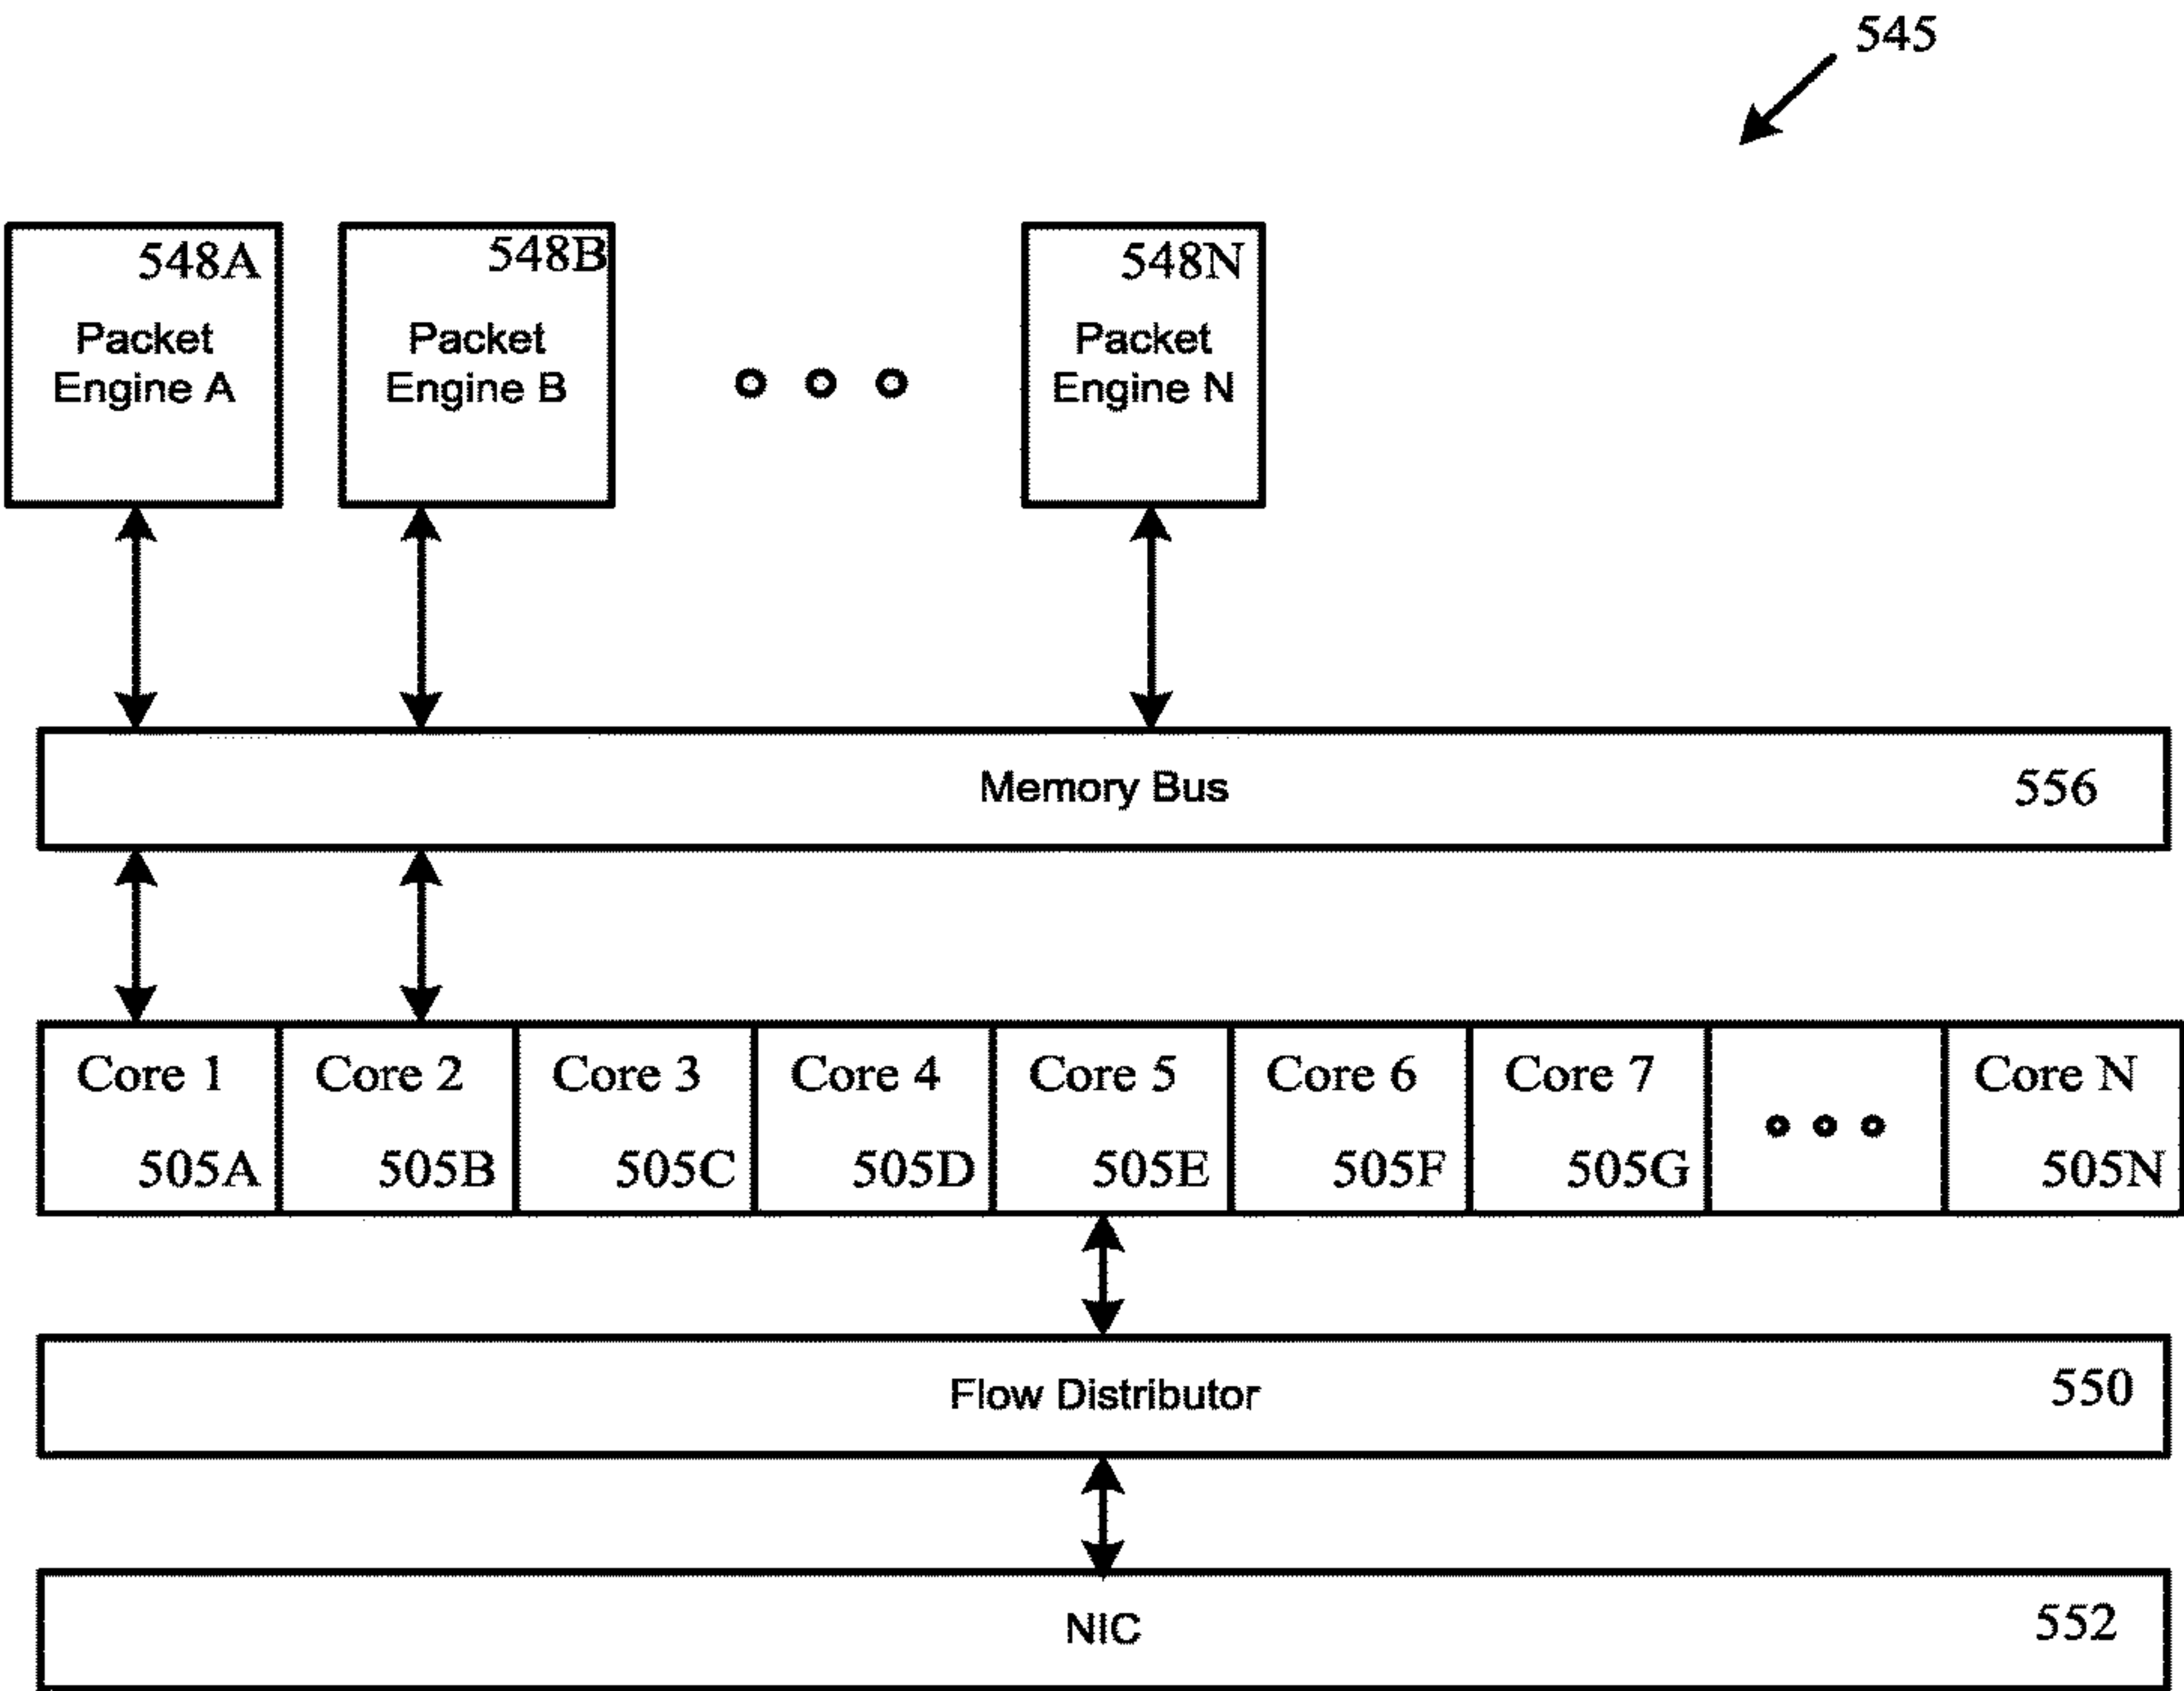 545
548A
Packet
Engine A
548B
Packet
Engine B
548N
Packet
Engine N
Memory Bus 556
Core 1
505A
Core 2
505B
Core 3
505C
Core 4
505D
Core 5
505E
Core 6
505F
Core 7
505G
Core N
505N
Flow Distributor 550
NIC 552